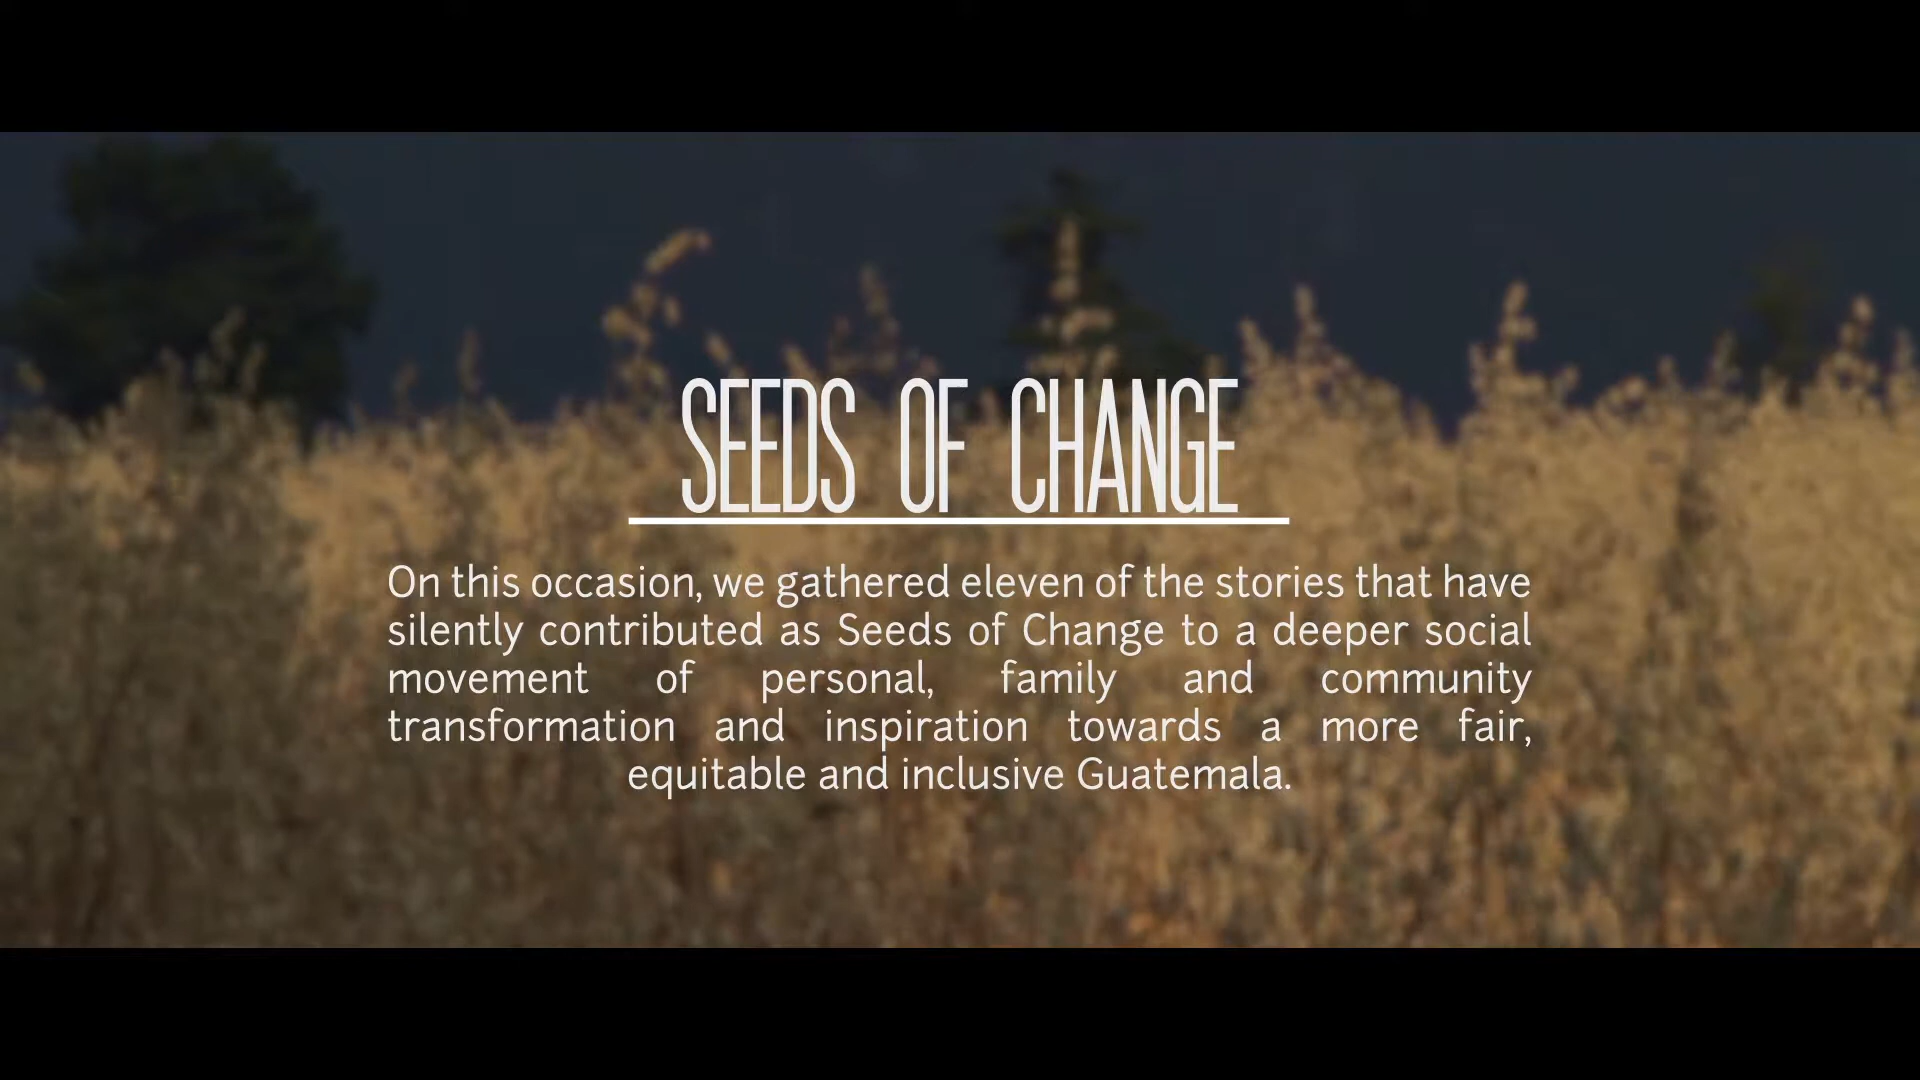 SEEDS OF CHANGE
On this occasion, we gathered eleven of the stories that have
silently contributed as Seeds of Change to a deeper social
movement of personal, family and community
transformation and inspiration towards a more fair,
equitable and inclusive Guatemala.